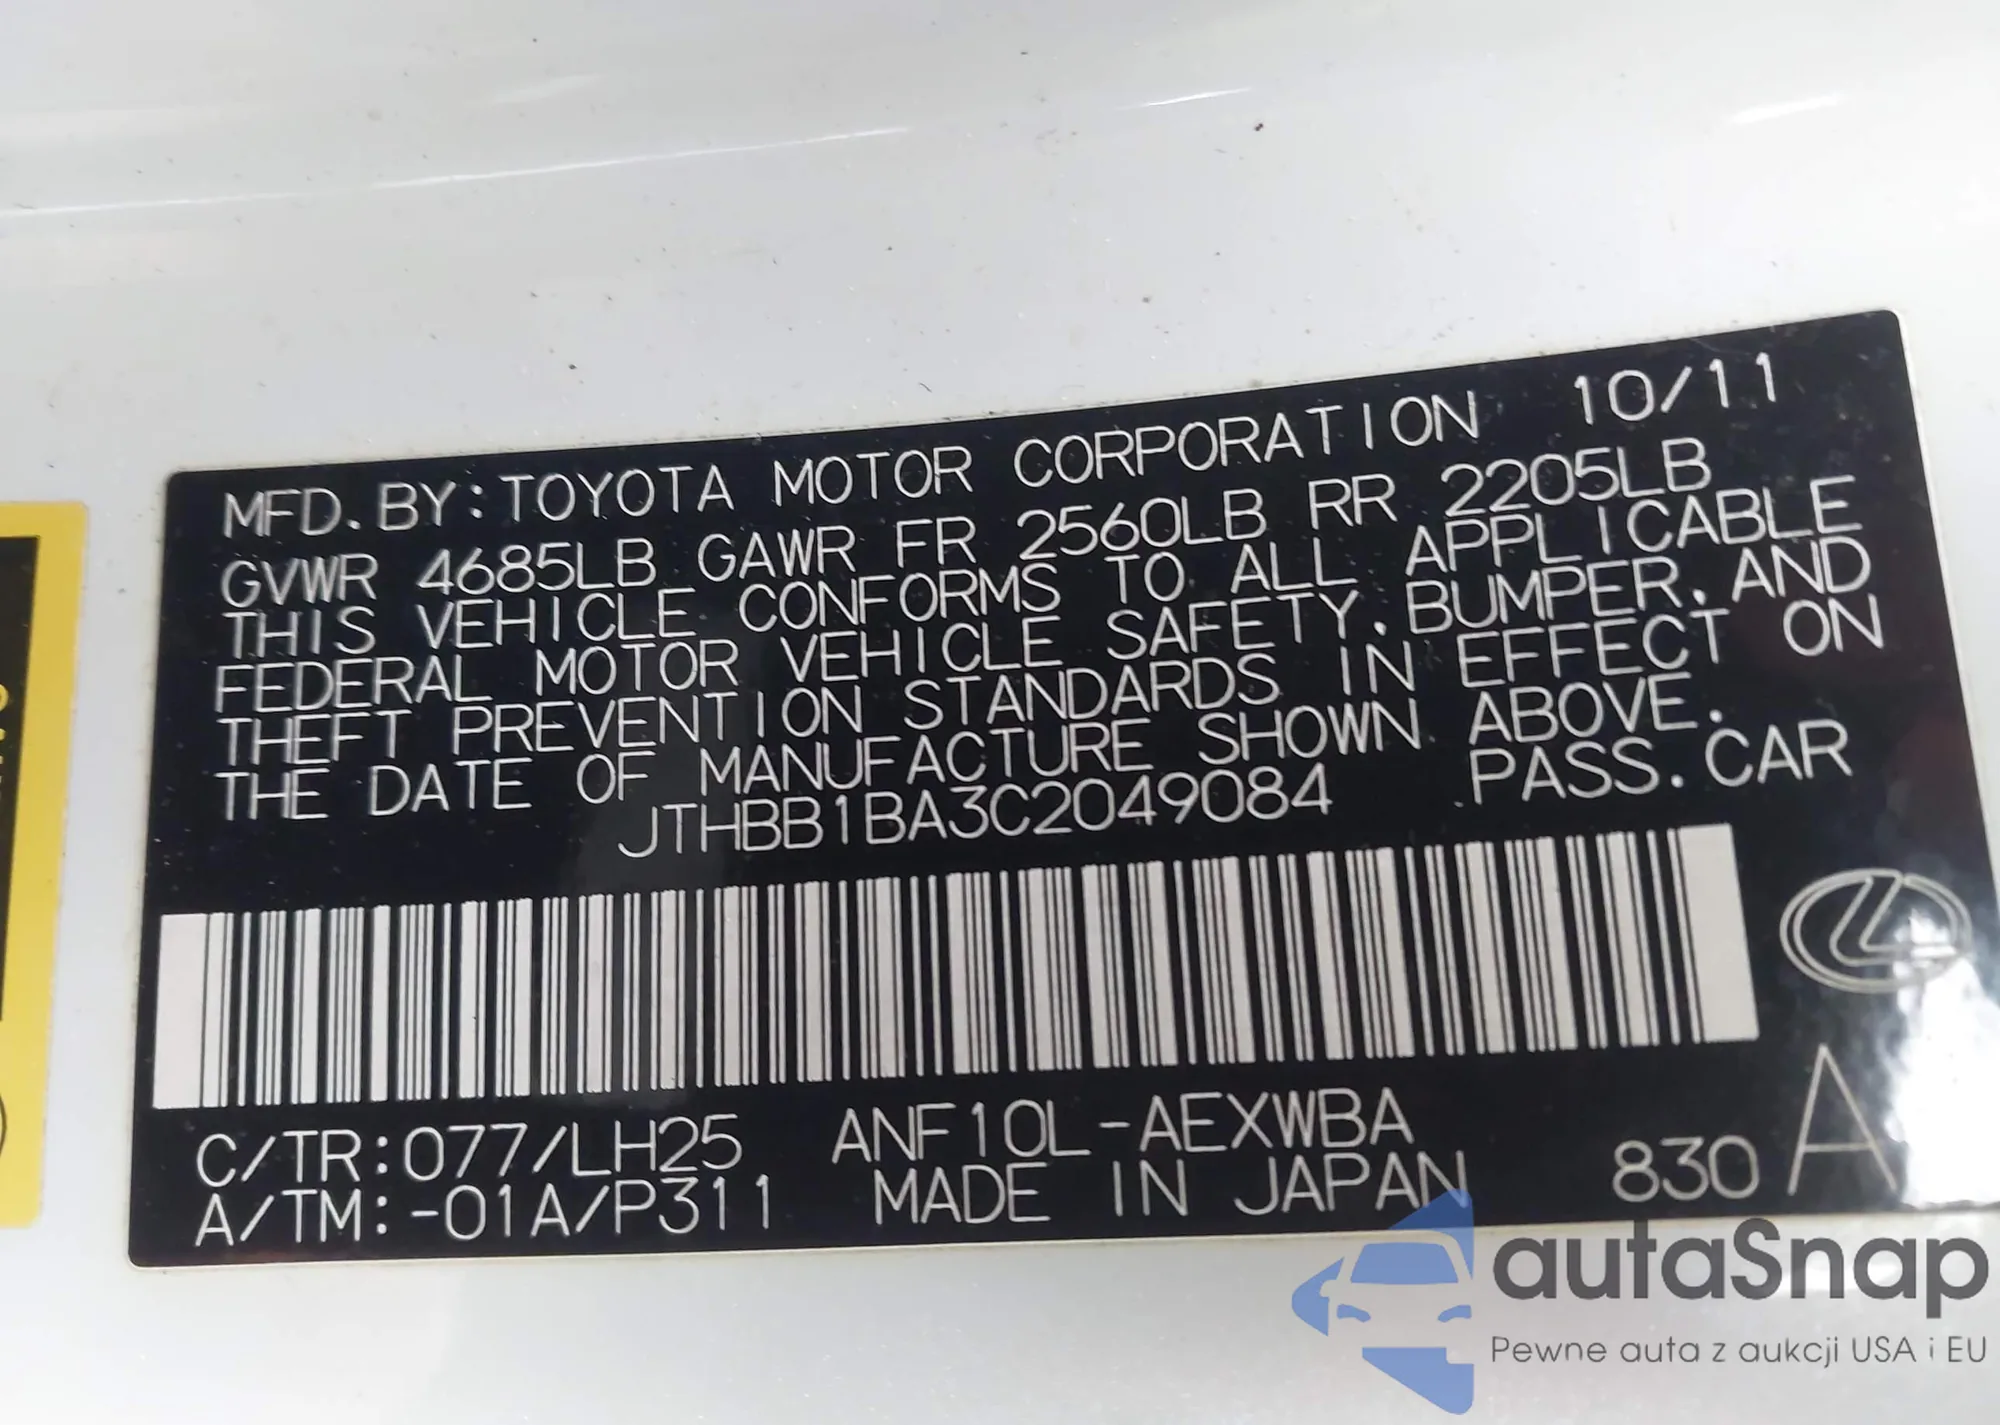 MFD.BY:TOYOTA MOTOR CORPORATION 10/11
GVWR 4685LB GAWR FR 2560LB RR 2205LB
THIS VEHICLE CONFORMS TO ALL APPLICABLE
FEDERAL MOTOR VEHICLE SAFETY, BUMPER, AND
THEFT PREVENTION STANDARDS IN EFFECT ON
THE DATE OF MANUFACTURE SHOWN ABOVE.
JTHBB1BA3C2049084 PASS.CAR
C/TR:077/LH25 ANF10L-AEXWBA
A/TM:-01A/P311 MADE IN JAPAN 830 A
autaSnap
Pewne auta z aukcji USA i EU